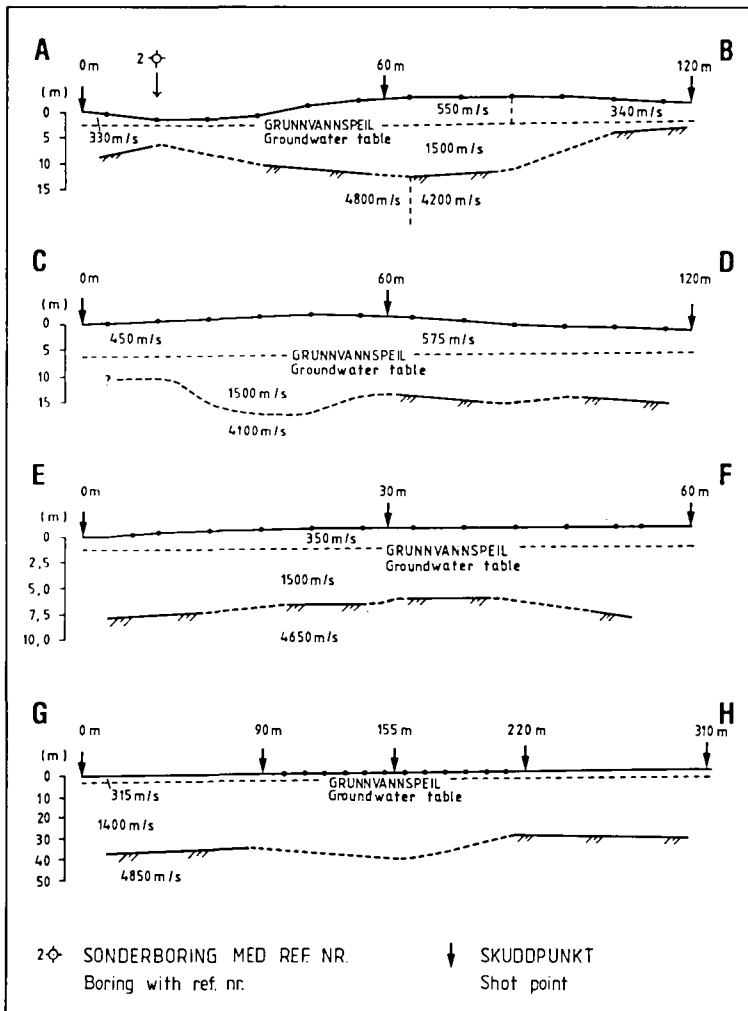 A 2 B
0m 60m 120m
(m)
0
5
10
15
330m/s
550m/s
340m/s
GRUNNVANNSPEIL
Groundwater table
1500m/s
4800m/s 4200m/s
C D
0m 60m 120m
(m)
0
5
10
15
450m/s 575m/s
GRUNNVANNSPEIL
Groundwater table
?
1500m/s
4100m/s
E F
0m 30m 60m
(m)
0
2,5
5,0
7,5
10,0
350m/s
GRUNNVANNSPEIL
Groundwater table
1500m/s
4650m/s
G H
0m 90m 155m 220m 310m
(m)
0
10
20
30
40
50
315m/s
GRUNNVANNSPEIL
Groundwater table
1400m/s
4850m/s
2 SONDERBORING MED REF. NR.
Boring with ref. nr.
SKUDDPUNKT
Shot point